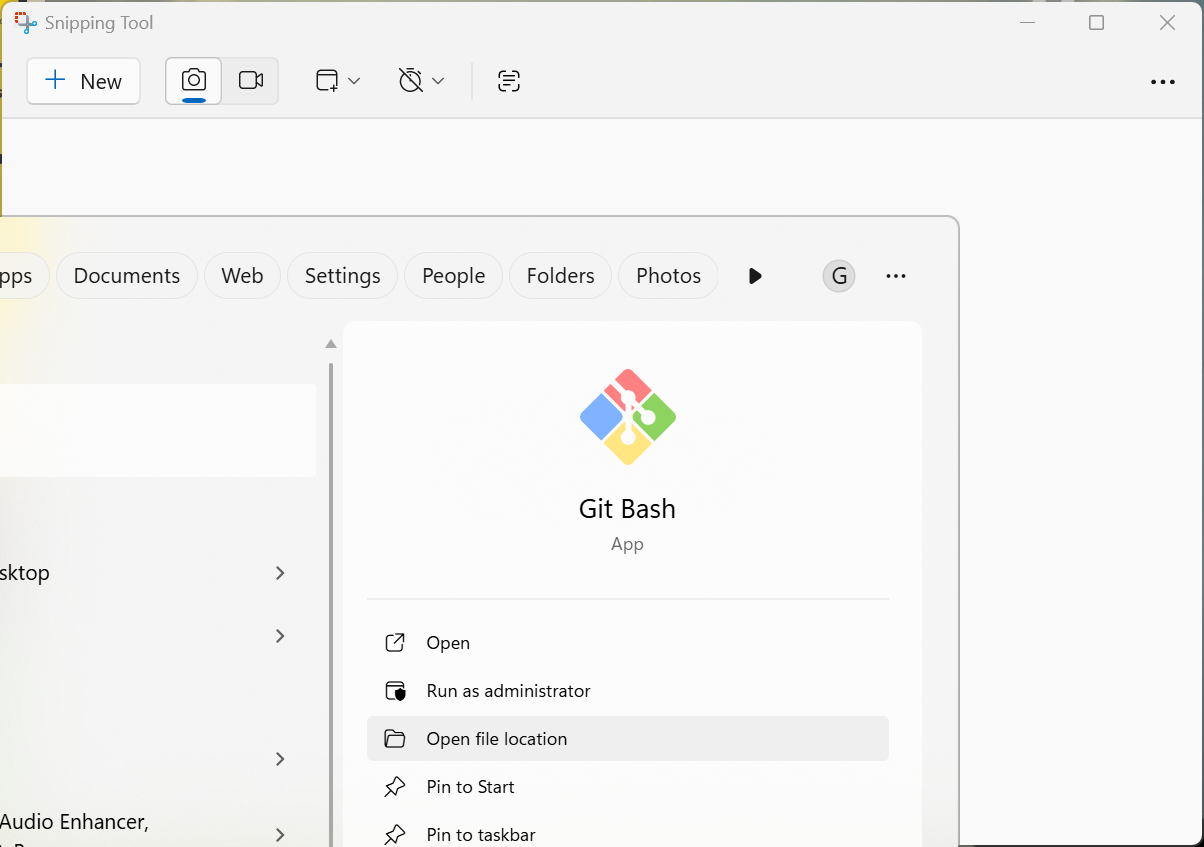 Snipping Tool
New
pps
Documents
Web
Settings
People
Folders
Photos
G
Git Bash
App
sktop
Open
Run as administrator
Open file location
Pin to Start
Audio Enhancer,
Pin to taskbar